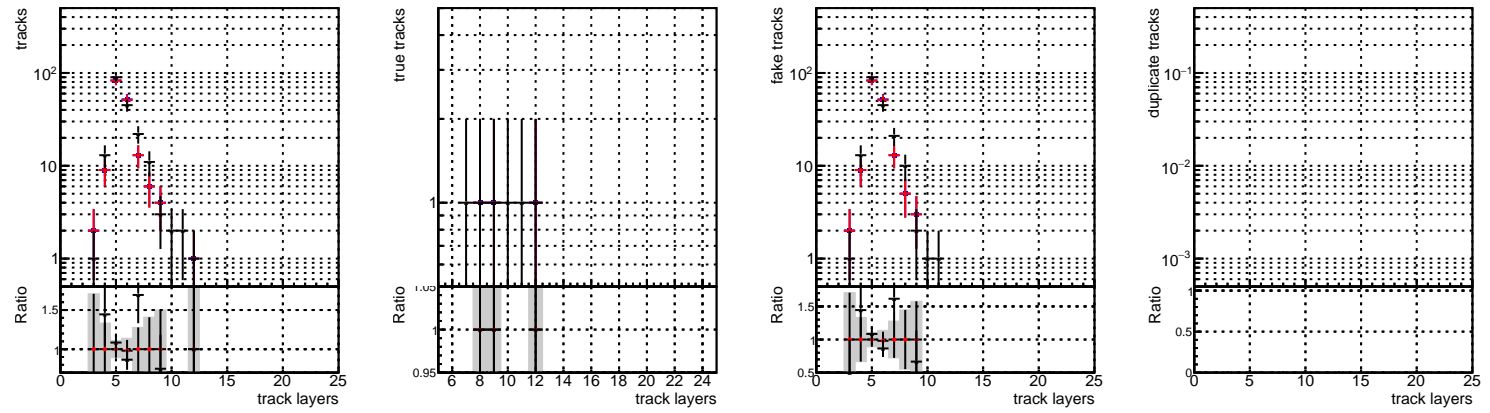 tracks
10²
10
1
Ratio
1.5
1
0 5 10 15 20 25
track layers
true tracks
1
Ratio
1.05
1
0.95
6 8 10 12 14 16 18 20 22 24
track layers
fake tracks
10²
10
1
Ratio
1.5
1
0.5
0 5 10 15 20 25
track layers
duplicate tracks
10⁻¹
10⁻²
10⁻³
Ratio
1
0.5
0
0 5 10 15 20 25
track layers